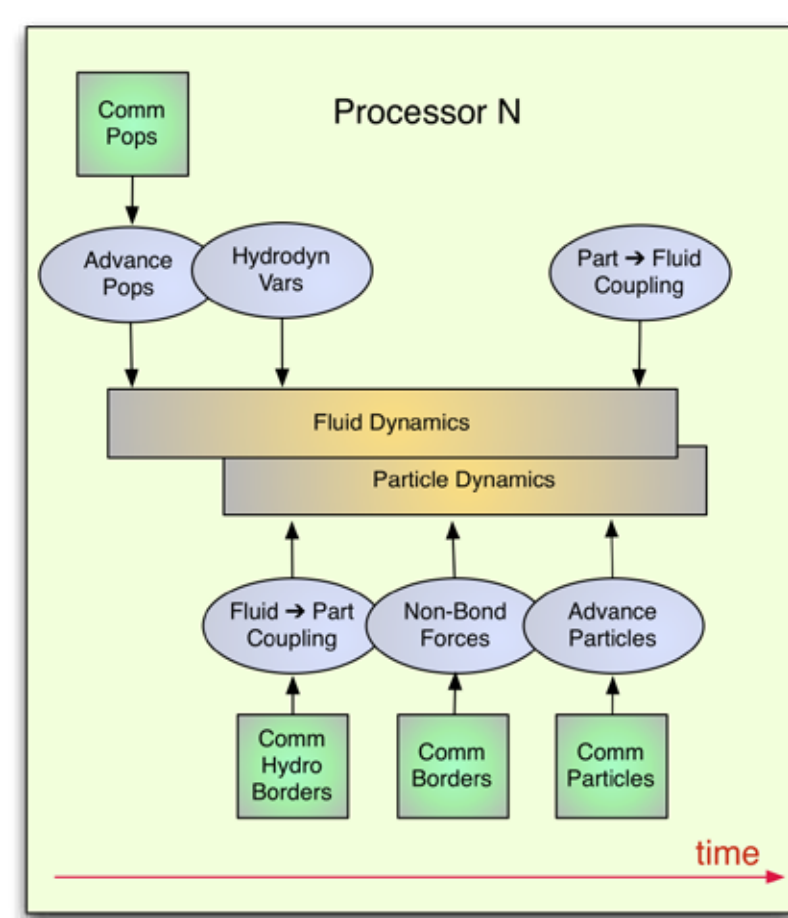 Comm
Pops
Processor N
Advance
Pops
Hydrodyn
Vars
Part ➔ Fluid
Coupling
Fluid Dynamics
Particle Dynamics
Fluid ➔ Part
Coupling
Non-Bond
Forces
Advance
Particles
Comm
Hydro
Borders
Comm
Borders
Comm
Particles
time